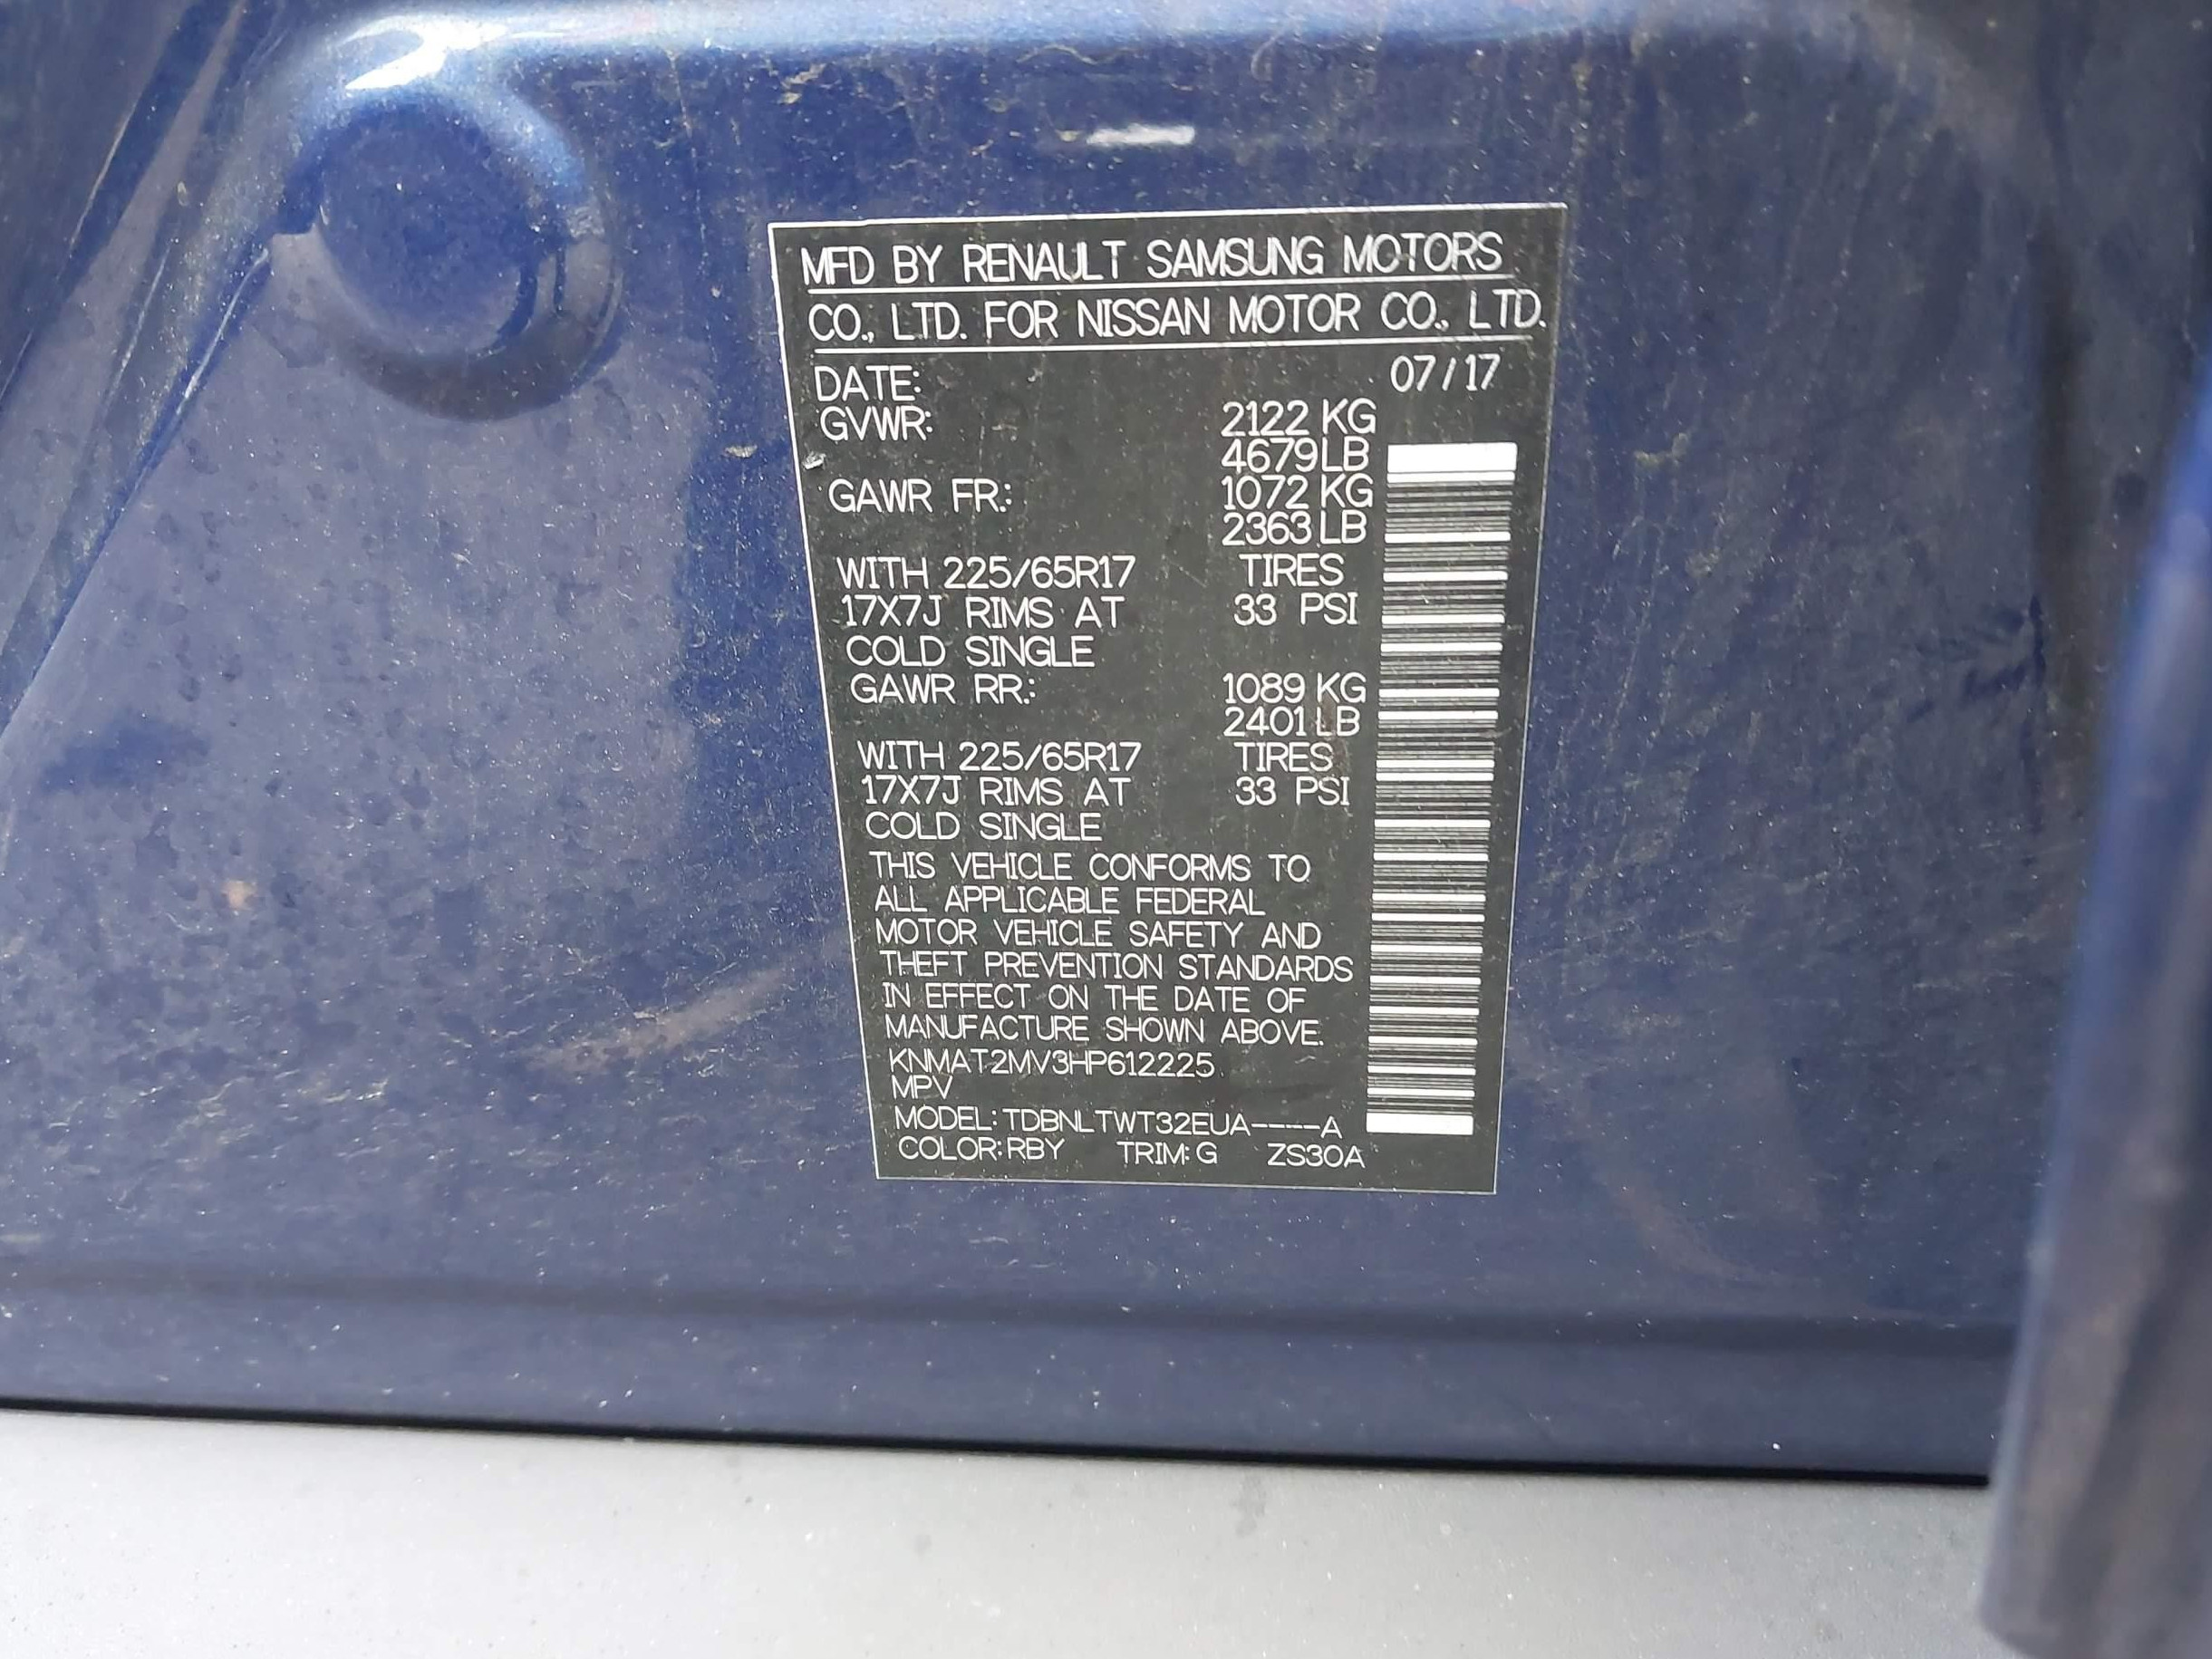 MFD BY RENAULT SAMSUNG MOTORS
CO., LTD. FOR NISSAN MOTOR CO., LTD.
DATE: 07/17
GVWR: 2122 KG
4679LB
GAWR FR.: 1072 KG
2363LB
WITH 225/65R17 TIRES
17X7J RIMS AT 33 PSI
COLD SINGLE
GAWR RR.: 1089 KG
2401LB
WITH 225/65R17 TIRES
17X7J RIMS AT 33 PSI
COLD SINGLE
THIS VEHICLE CONFORMS TO
ALL APPLICABLE FEDERAL
MOTOR VEHICLE SAFETY AND
THEFT PREVENTION STANDARDS
IN EFFECT ON THE DATE OF
MANUFACTURE SHOWN ABOVE.
KNMAT2MV3HP612225
MPV
MODEL: TDBNLTWT32EUA----A
COLOR: RBY TRIM: G ZS30A